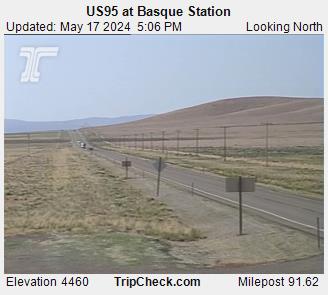 US95 at Basque Station
Updated: May 17 2024 5:06 PM Looking North
Elevation 4460 TripCheck.com Milepost 91.62